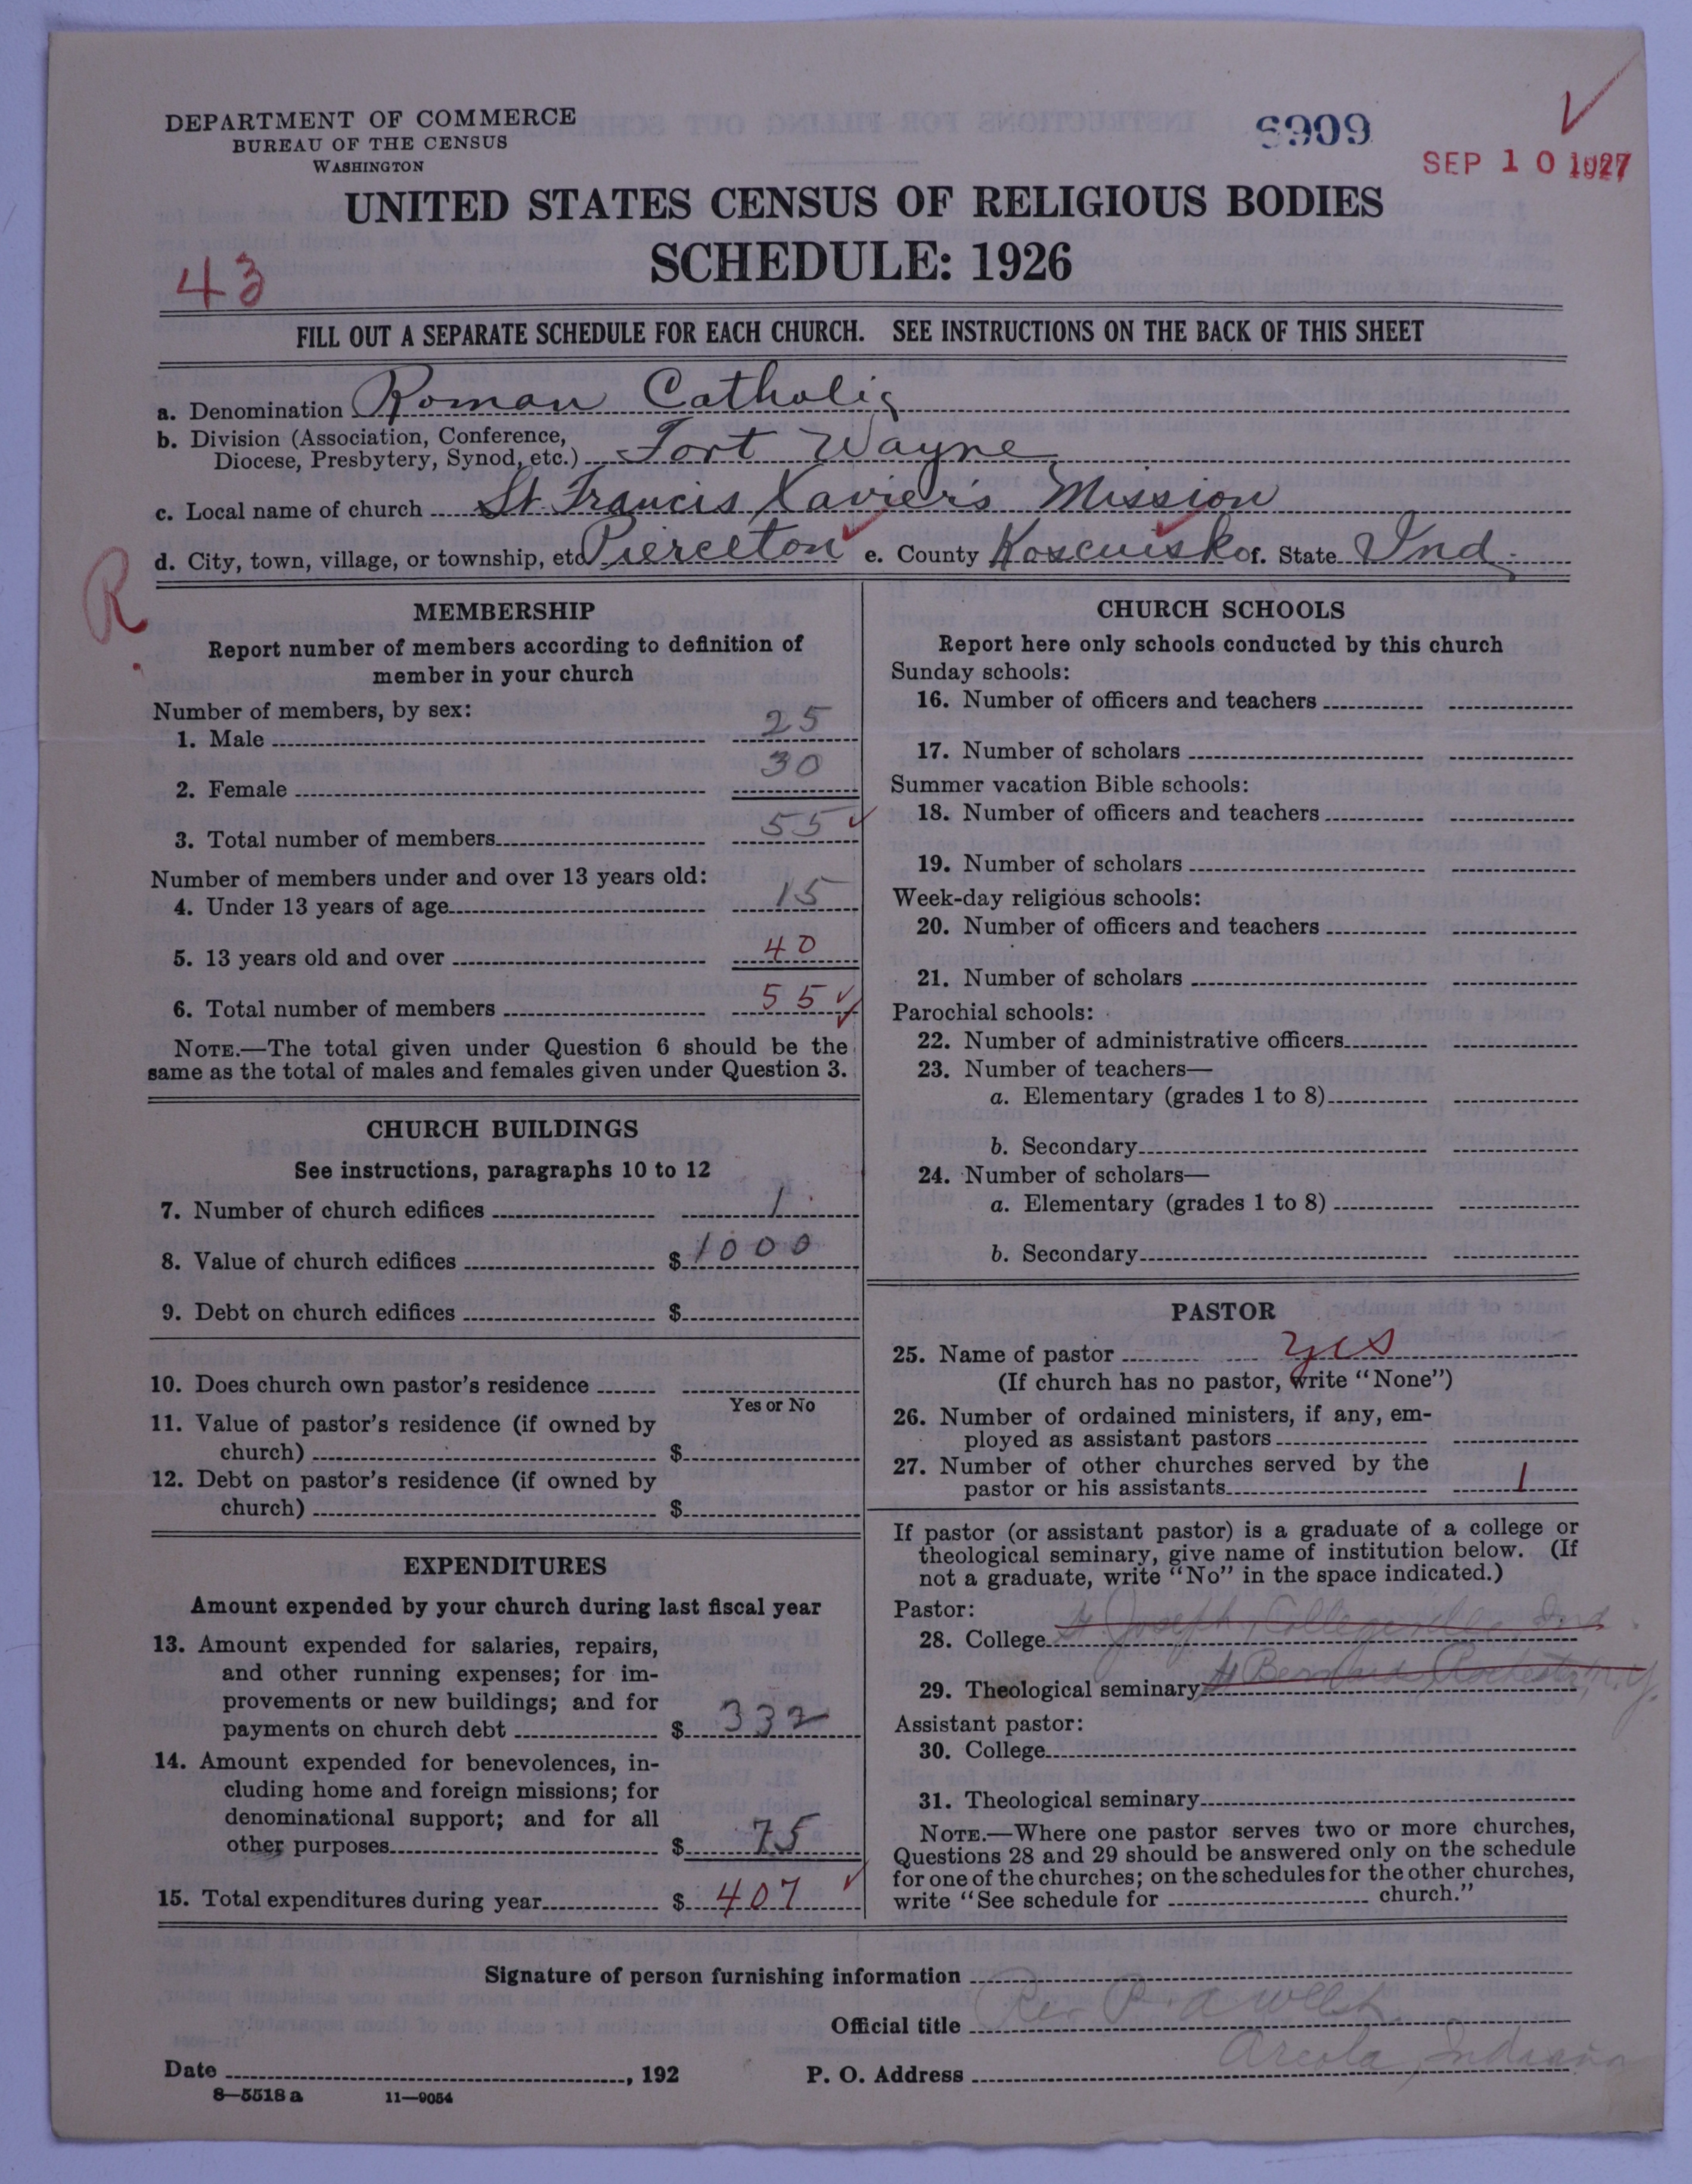 DEPARTMENT OF COMMERCE
BUREAU OF THE CENSUS
WASHINGTON
6909
SEP 10 1927
UNITED STATES CENSUS OF RELIGIOUS BODIES
SCHEDULE: 1926
43
FILL OUT A SEPARATE SCHEDULE FOR EACH CHURCH. SEE INSTRUCTIONS ON THE BACK OF THIS SHEET
a. Denomination Roman Catholic
b. Division (Association, Conference,
Diocese, Presbytery, Synod, etc.) Fort Wayne
c. Local name of church St. Francis Xavier's Mission
d. City, town, village, or township, etc Pierceton e. County Kosciusko f. State Ind.
R.
MEMBERSHIP
Report number of members according to definition of
member in your church
Number of members, by sex:
1. Male 25
2. Female 30
3. Total number of members 55
Number of members under and over 13 years old:
4. Under 13 years of age 15
5. 13 years old and over 40
6. Total number of members 55
NOTE.—The total given under Question 6 should be the
same as the total of males and females given under Question 3.
CHURCH BUILDINGS
See instructions, paragraphs 10 to 12
7. Number of church edifices 1
8. Value of church edifices $ 1000
9. Debt on church edifices $
10. Does church own pastor's residence
Yes or No
11. Value of pastor's residence (if owned by
church) $
12. Debt on pastor's residence (if owned by
church) $
EXPENDITURES
Amount expended by your church during last fiscal year
13. Amount expended for salaries, repairs,
and other running expenses; for im-
provements or new buildings; and for
payments on church debt $ 332
14. Amount expended for benevolences, in-
cluding home and foreign missions; for
denominational support; and for all
other purposes $ 75
15. Total expenditures during year $ 407
CHURCH SCHOOLS
Report here only schools conducted by this church
Sunday schools:
16. Number of officers and teachers
17. Number of scholars
Summer vacation Bible schools:
18. Number of officers and teachers
19. Number of scholars
Week-day religious schools:
20. Number of officers and teachers
21. Number of scholars
Parochial schools:
22. Number of administrative officers
23. Number of teachers—
a. Elementary (grades 1 to 8)
b. Secondary
24. Number of scholars—
a. Elementary (grades 1 to 8)
b. Secondary
PASTOR
25. Name of pastor yes
(If church has no pastor, write "None")
26. Number of ordained ministers, if any, em-
ployed as assistant pastors
27. Number of other churches served by the
pastor or his assistants 1
If pastor (or assistant pastor) is a graduate of a college or
theological seminary, give name of institution below. (If
not a graduate, write "No" in the space indicated.)
Pastor:
28. College St Joseph Collegeville, Ind.
29. Theological seminary St Bernard Rochester, N.Y.
Assistant pastor:
30. College
31. Theological seminary
NOTE.—Where one pastor serves two or more churches,
Questions 28 and 29 should be answered only on the schedule
for one of the churches; on the schedules for the other churches,
write "See schedule for church."
Signature of person furnishing information
Official title Rev
P. O. Address Arcola, Indiana
Date , 192
8—5518 a 11—9054